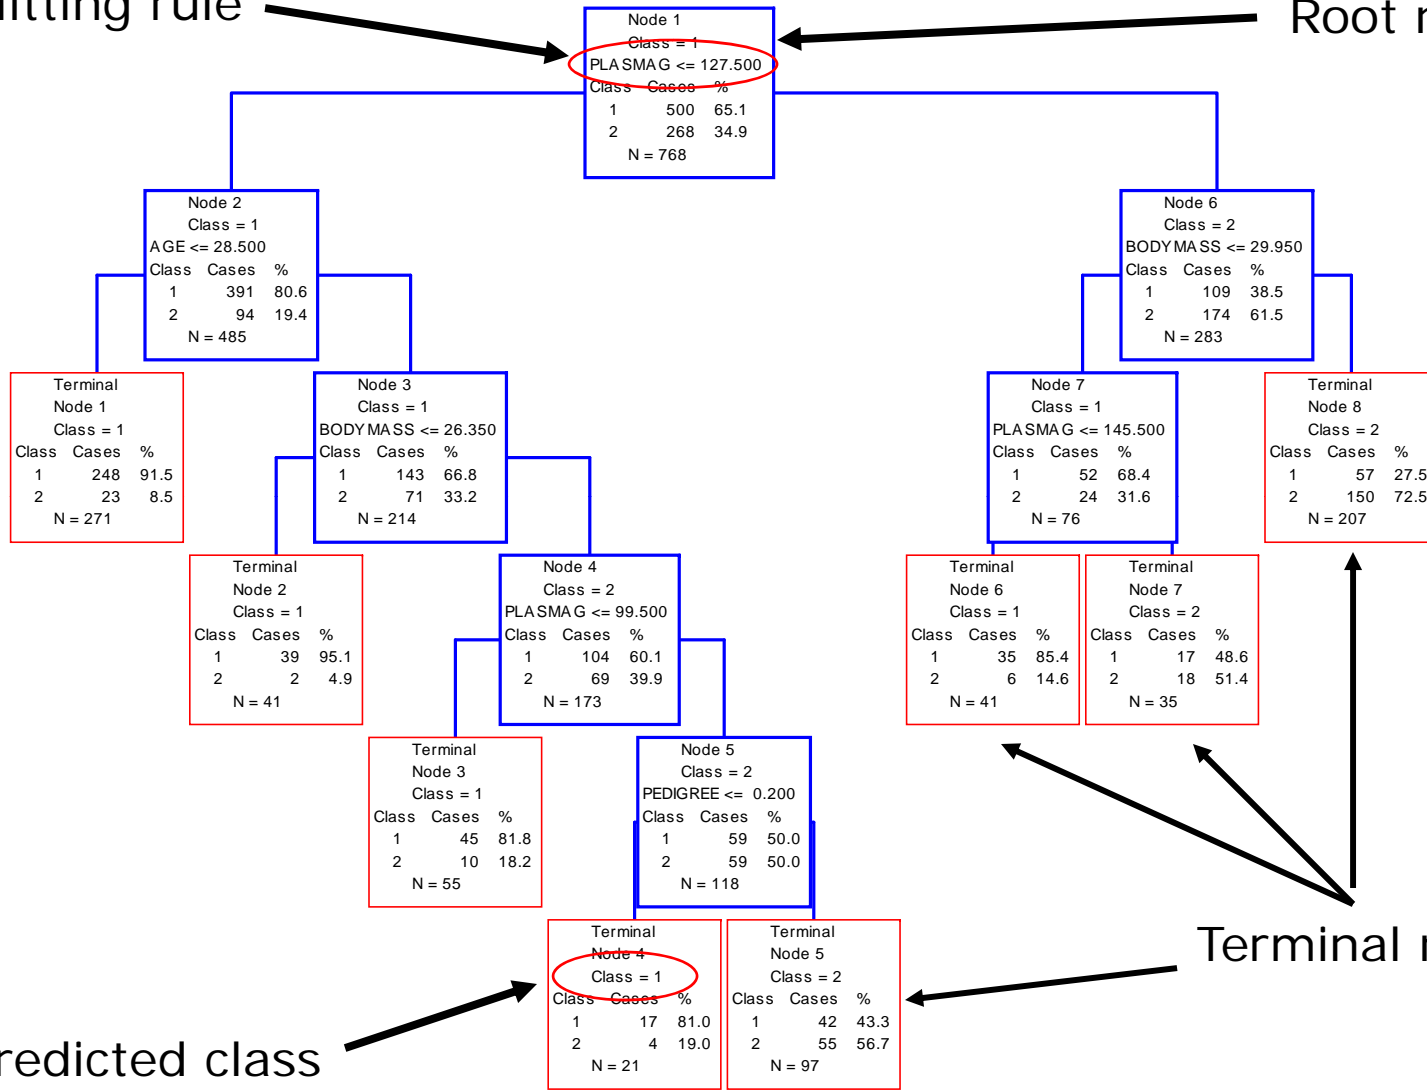 litting rule
Root
Node 1
Class = 1
PLASMAG <= 127.500
Class Cases %
1 500 65.1
2 268 34.9
N = 768
Node 2
Class = 1
AGE <= 28.500
Class Cases %
1 391 80.6
2 94 19.4
N = 485
Node 6
Class = 2
BODYMASS <= 29.950
Class Cases %
1 109 38.5
2 174 61.5
N = 283
Terminal
Node 1
Class = 1
Class Cases %
1 248 91.5
2 23 8.5
N = 271
Node 3
Class = 1
BODYMASS <= 26.350
Class Cases %
1 143 66.8
2 71 33.2
N = 214
Node 7
Class = 1
PLASMAG <= 145.500
Class Cases %
1 52 68.4
2 24 31.6
N = 76
Terminal
Node 8
Class = 2
Class Cases %
1 57 27.5
2 150 72.5
N = 207
Terminal
Node 2
Class = 1
Class Cases %
1 39 95.1
2 2 4.9
N = 41
Node 4
Class = 2
PLASMAG <= 99.500
Class Cases %
1 104 60.1
2 69 39.9
N = 173
Terminal
Node 6
Class = 1
Class Cases %
1 35 85.4
2 6 14.6
N = 41
Terminal
Node 7
Class = 2
Class Cases %
1 17 48.6
2 18 51.4
N = 35
Terminal
Node 3
Class = 1
Class Cases %
1 45 81.8
2 10 18.2
N = 55
Node 5
Class = 2
PEDIGREE <= 0.200
Class Cases %
1 59 50.0
2 59 50.0
N = 118
Terminal
Node 4
Class = 1
Class Cases %
1 17 81.0
2 4 19.0
N = 21
Terminal
Node 5
Class = 2
Class Cases %
1 42 43.3
2 55 56.7
N = 97
Terminal
redicted class